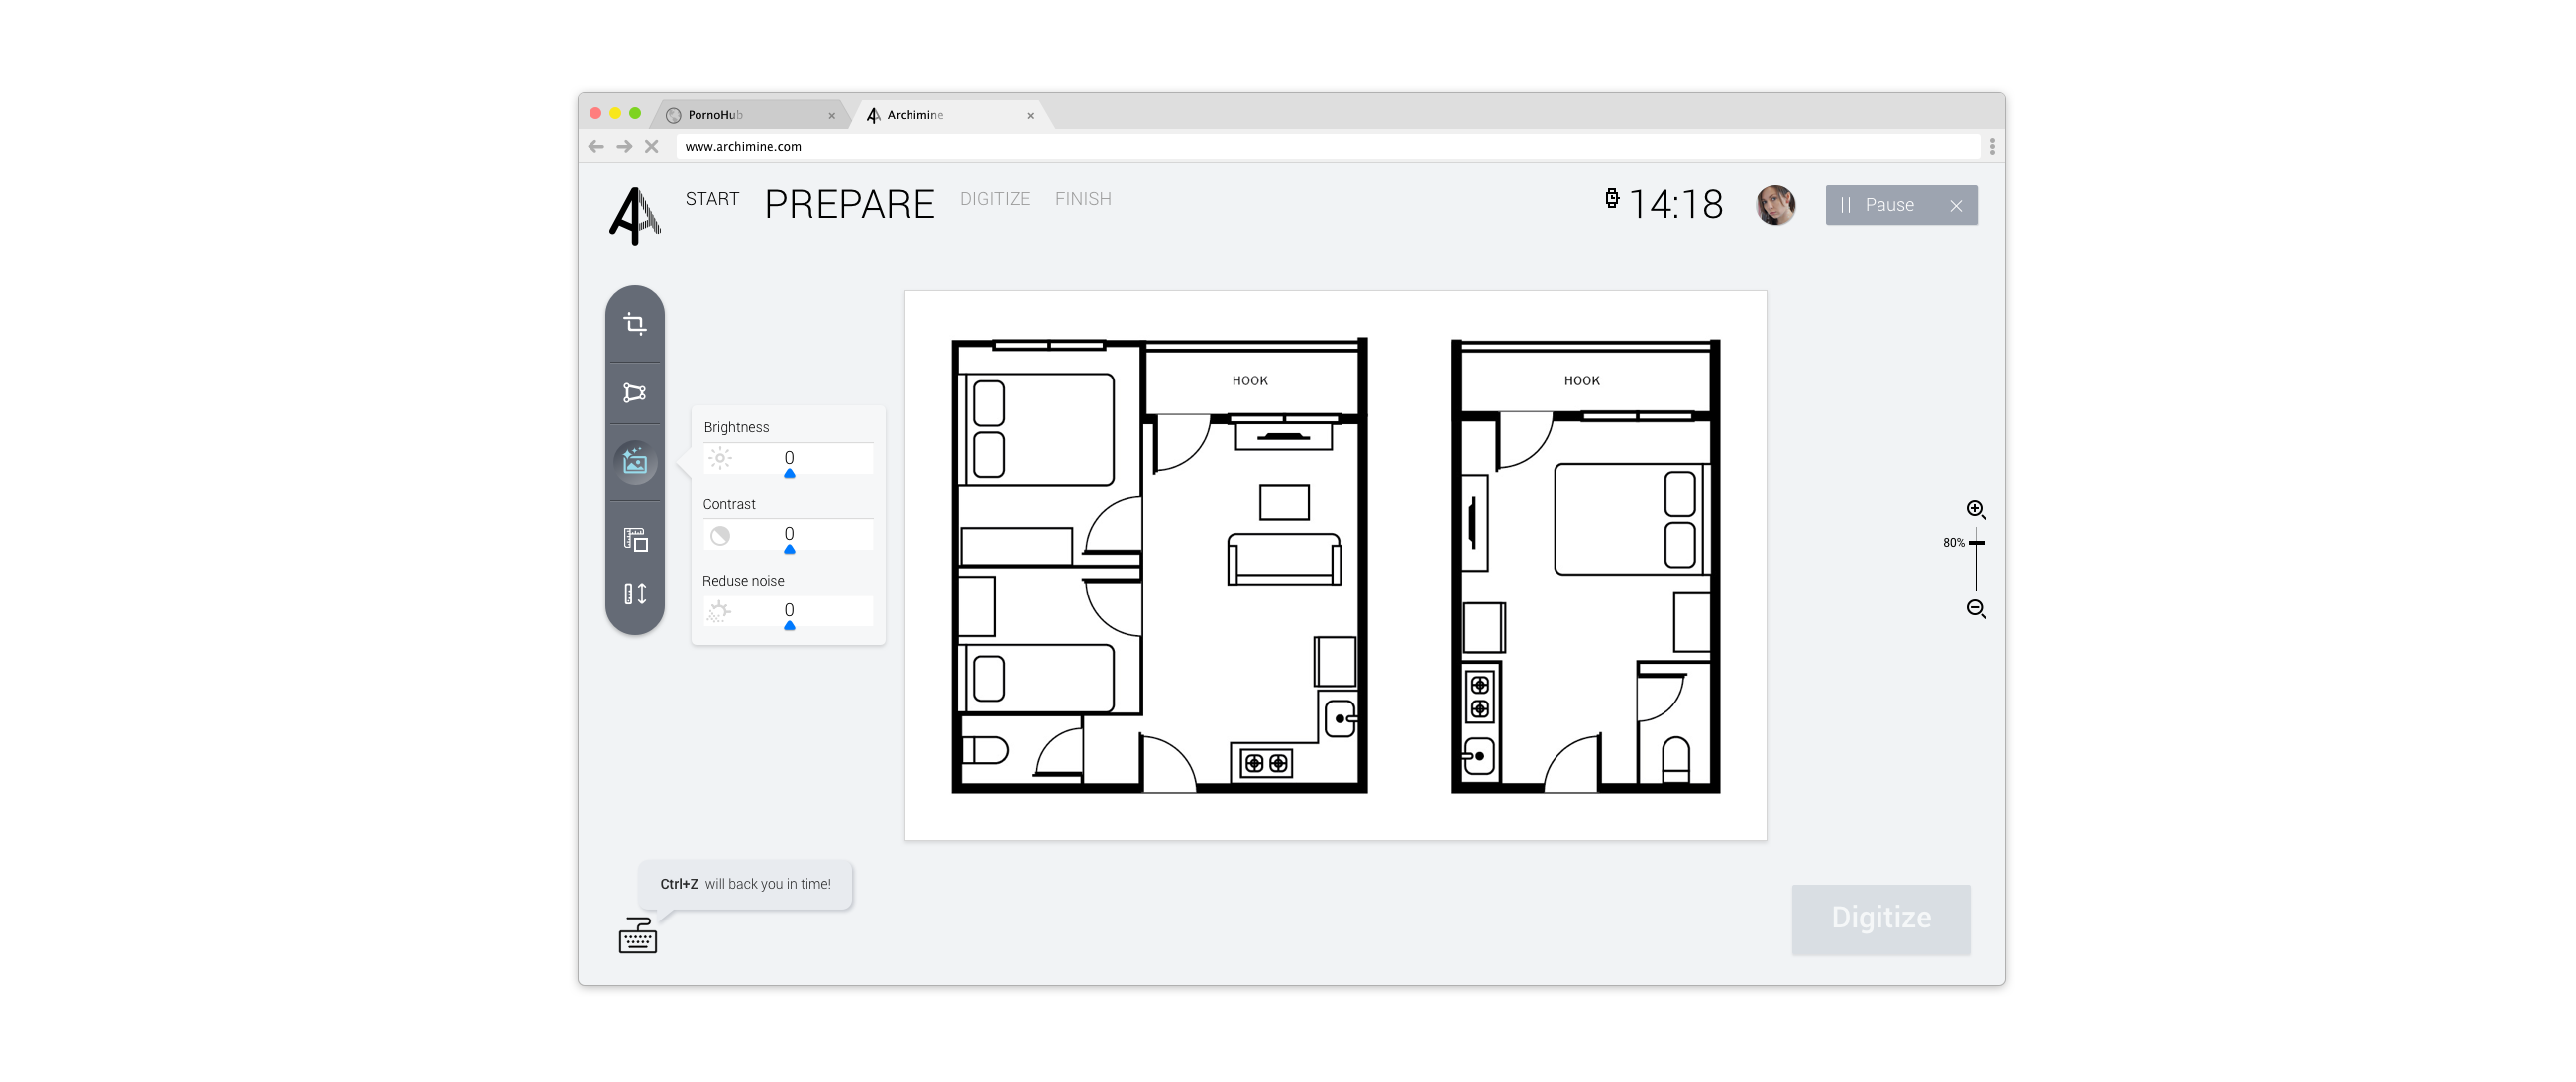 PornoHub
Archimine
www.archimine.com
START PREPARE DIGITIZE FINISH
14:18
Pause
HOOK
HOOK
Brightness
0
Contrast
0
Reduse noise
0
80%
Ctrl+Z will back you in time!
Digitize